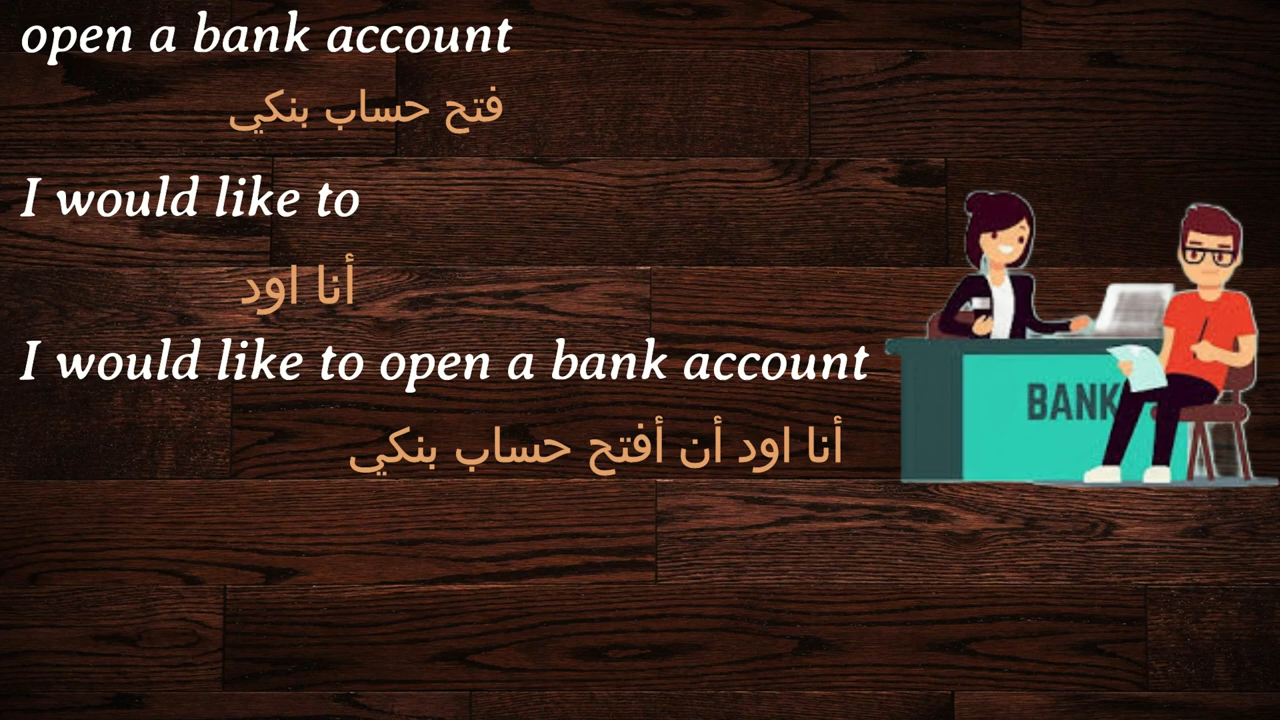 open a bank account
فتح حساب بنكي
I would like to
أنا اود
I would like to open a bank account
أنا اود أن أفتح حساب بنكي
BANK